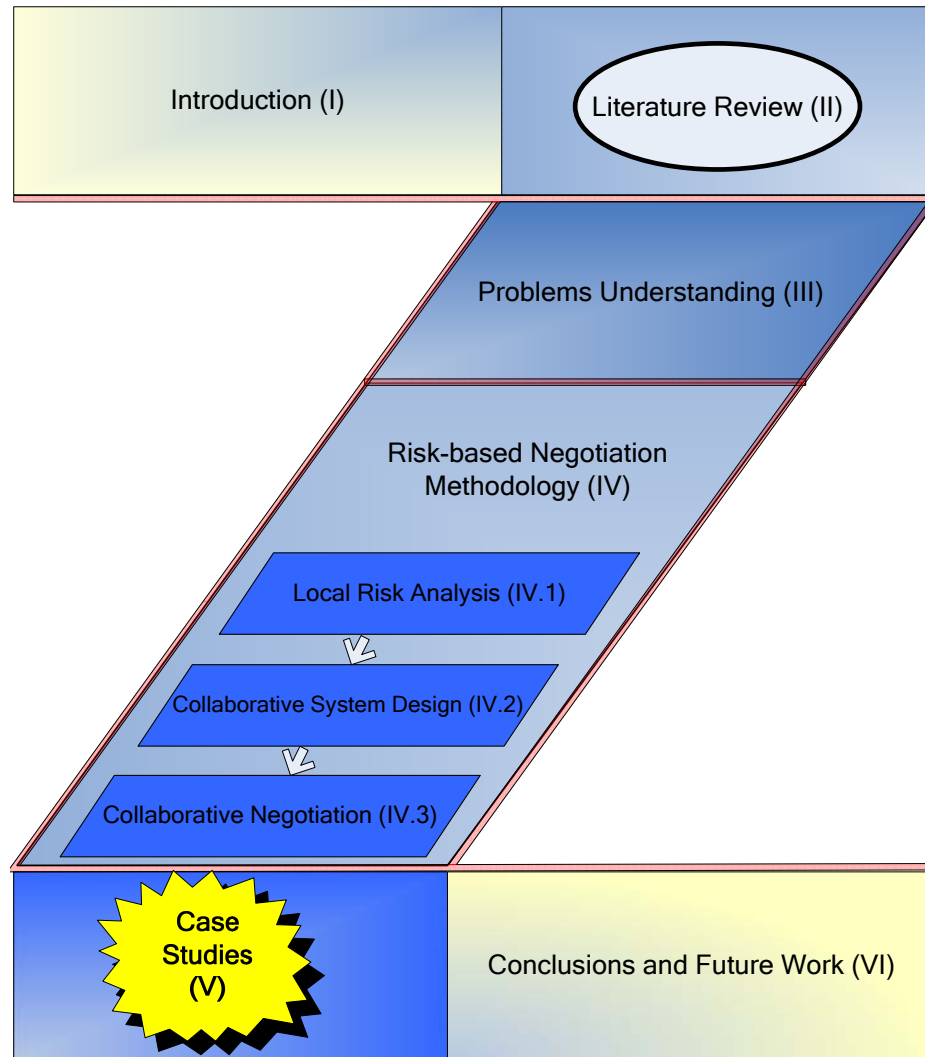 Introduction (I)
Literature Review (II)
Problems Understanding (III)
Risk-based Negotiation
Methodology (IV)
Local Risk Analysis (IV.1)
Collaborative System Design (IV.2)
Collaborative Negotiation (IV.3)
Case
Studies
(V)
Conclusions and Future Work (VI)